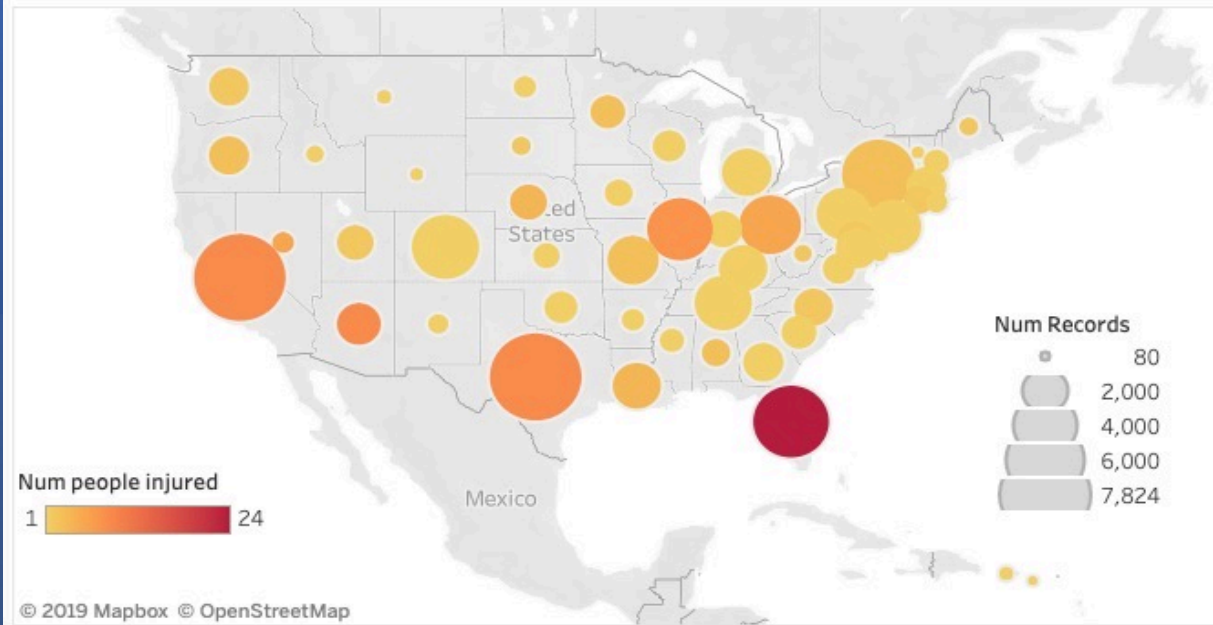 ed
States
Num Records
80
2,000
4,000
6,000
7,824
Num people injured
1 24
Mexico
© 2019 Mapbox © OpenStreetMap